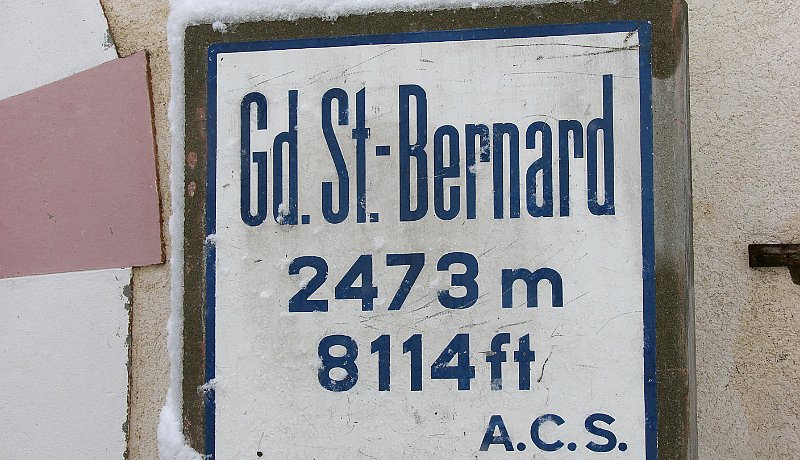 Gd. St.-Bernard
2473 m
8114 ft
A.C.S.